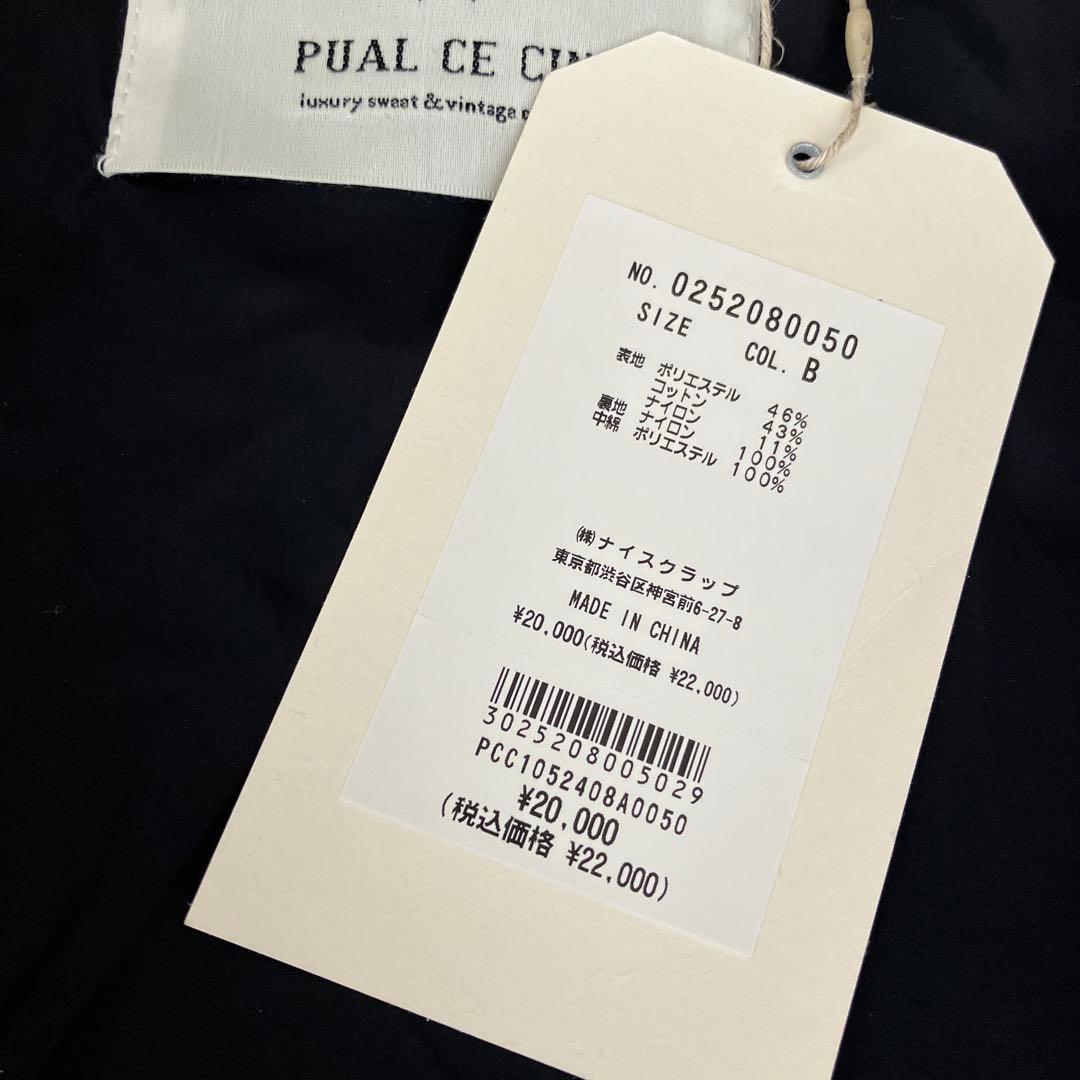 PUAL CE CIN
luxury sweet & vintage
NO. 0252080050
SIZE COL. B
表地 ポリエステル 46%
コットン 43%
ナイロン 11%
裏地 ナイロン 100%
中綿 ポリエステル 100%
㈱ナイスクラップ
東京都渋谷区神宮前6-27-8
MADE IN CHINA
¥20,000(税込価格 ¥22,000)
3025208005029
PCC1052408A0050
¥20,000
(税込価格 ¥22,000)